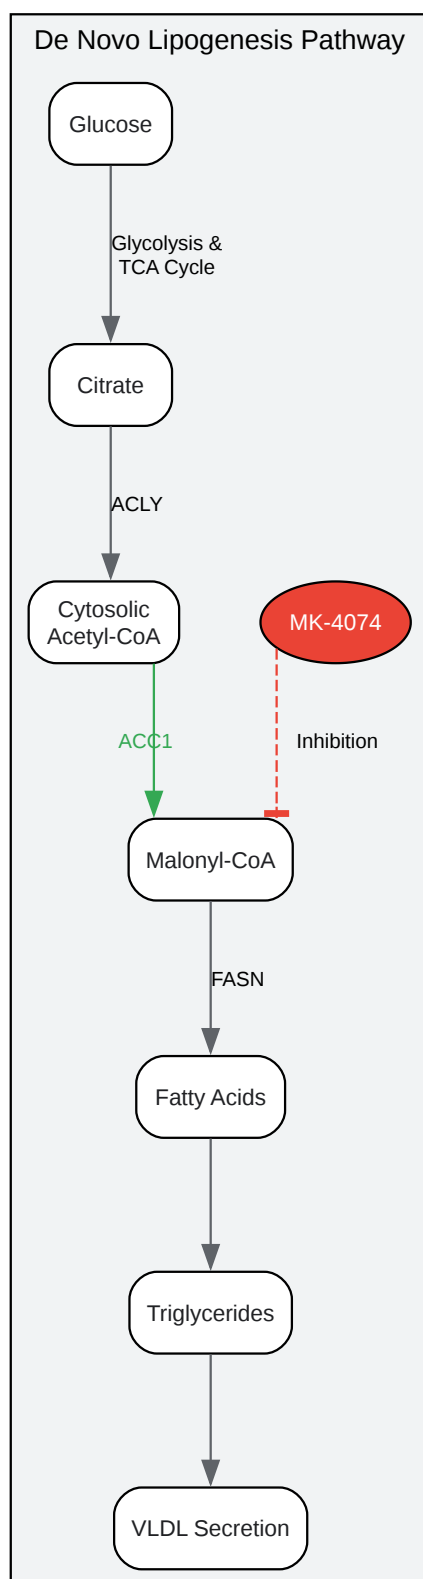 De Novo Lipogenesis Pathway
Glucose
Glycolysis &
TCA Cycle
Citrate
ACLY
Cytosolic
Acetyl-CoA
MK-4074
ACC1
Inhibition
Malonyl-CoA
FASN
Fatty Acids
Triglycerides
VLDL Secretion